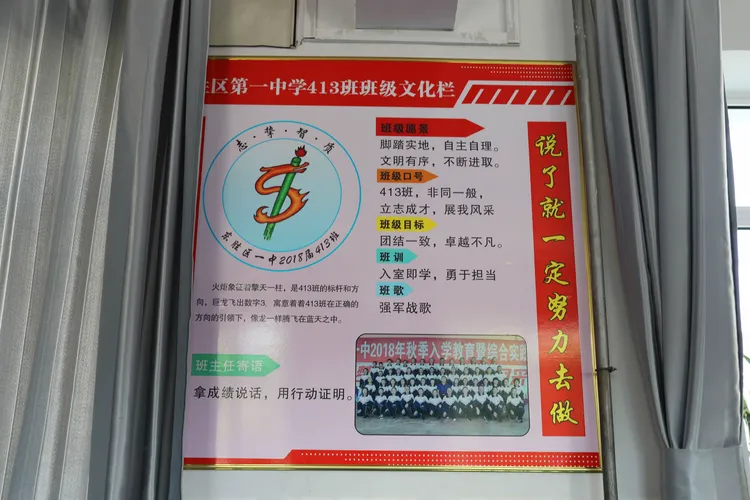 胜区第一中学413班班级文化栏
志·挚·智·质
东胜区一中2018届413班
火炬象征着擎天一柱，是413班的标杆和方
向，巨龙飞出数字3，寓意着着413班在正确的
方向的引领下，像龙一样腾飞在蓝天之中。
班主任寄语
拿成绩说话，用行动证明。
班级愿景
脚踏实地，自主自理。
文明有序，不断进取。
班级口号
413班，非同一般，
立志成才，展我风采
班级目标
团结一致，卓越不凡。
班训
入室即学，勇于担当
班歌
强军战歌
中2018年秋季入学教育暨综合实践
说了就一定努力去做